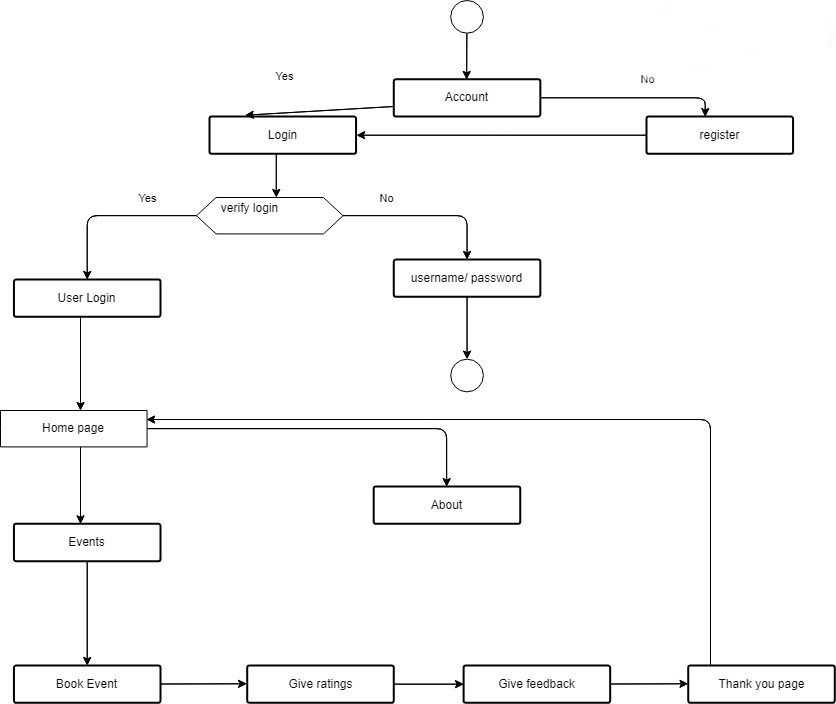 Yes
No
Account
Login
register
Yes
No
verify login
username/ password
User Login
Home page
About
Events
Book Event
Give ratings
Give feedback
Thank you page